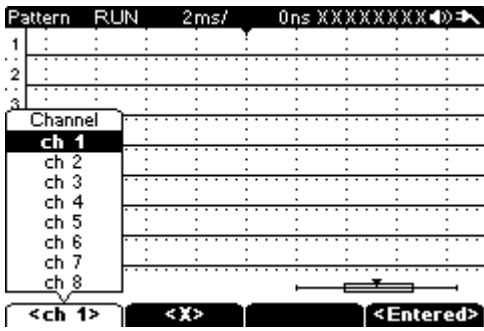 Pattern RUN 2ms/ 0ns XXXXXXXX
1
2
3
Channel
ch 1
ch 2
ch 3
ch 4
ch 5
ch 6
ch 7
ch 8
<ch 1> <X> <Entered>